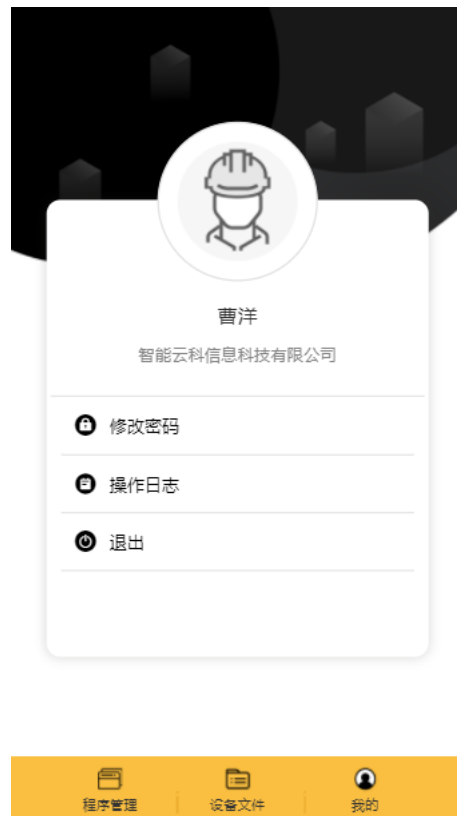 曹洋
智能云科信息科技有限公司
修改密码
操作日志
退出
程序管理
设备文件
我的